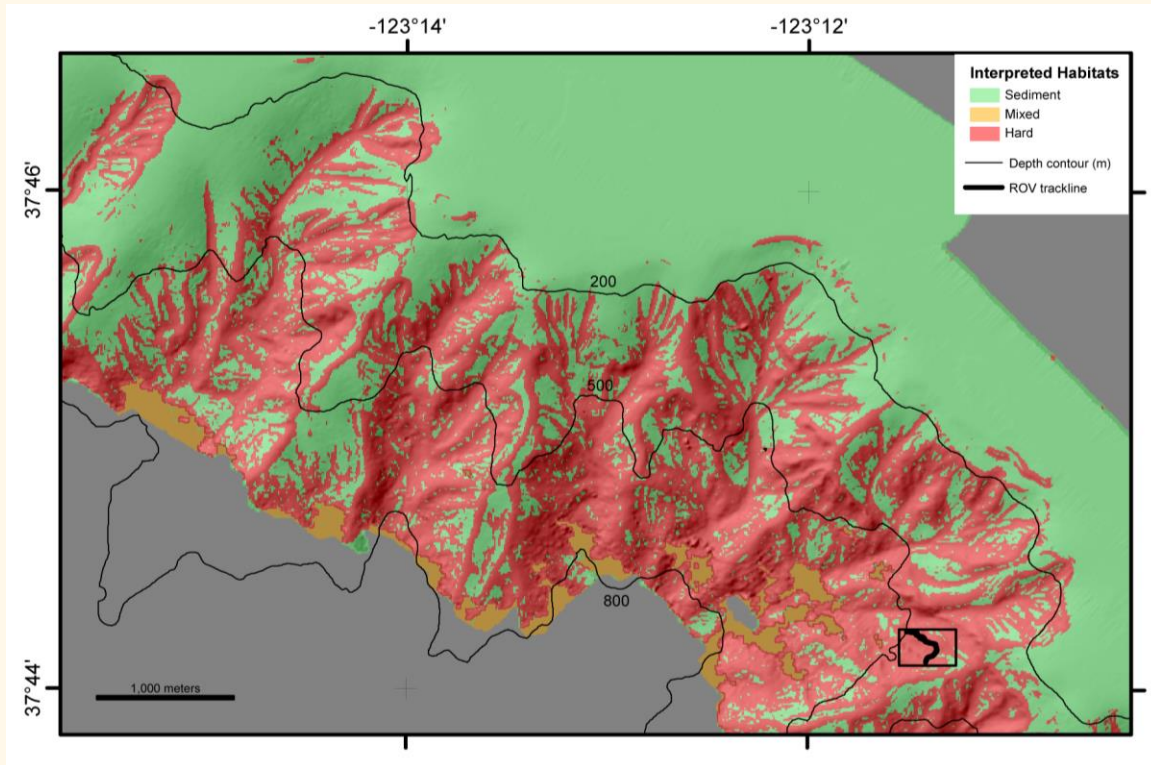 -123°14'
-123°12'
Interpreted Habitats
Sediment
Mixed
Hard
Depth contour (m)
ROV trackline
37°46'
200
500
800
37°44'
1,000 meters